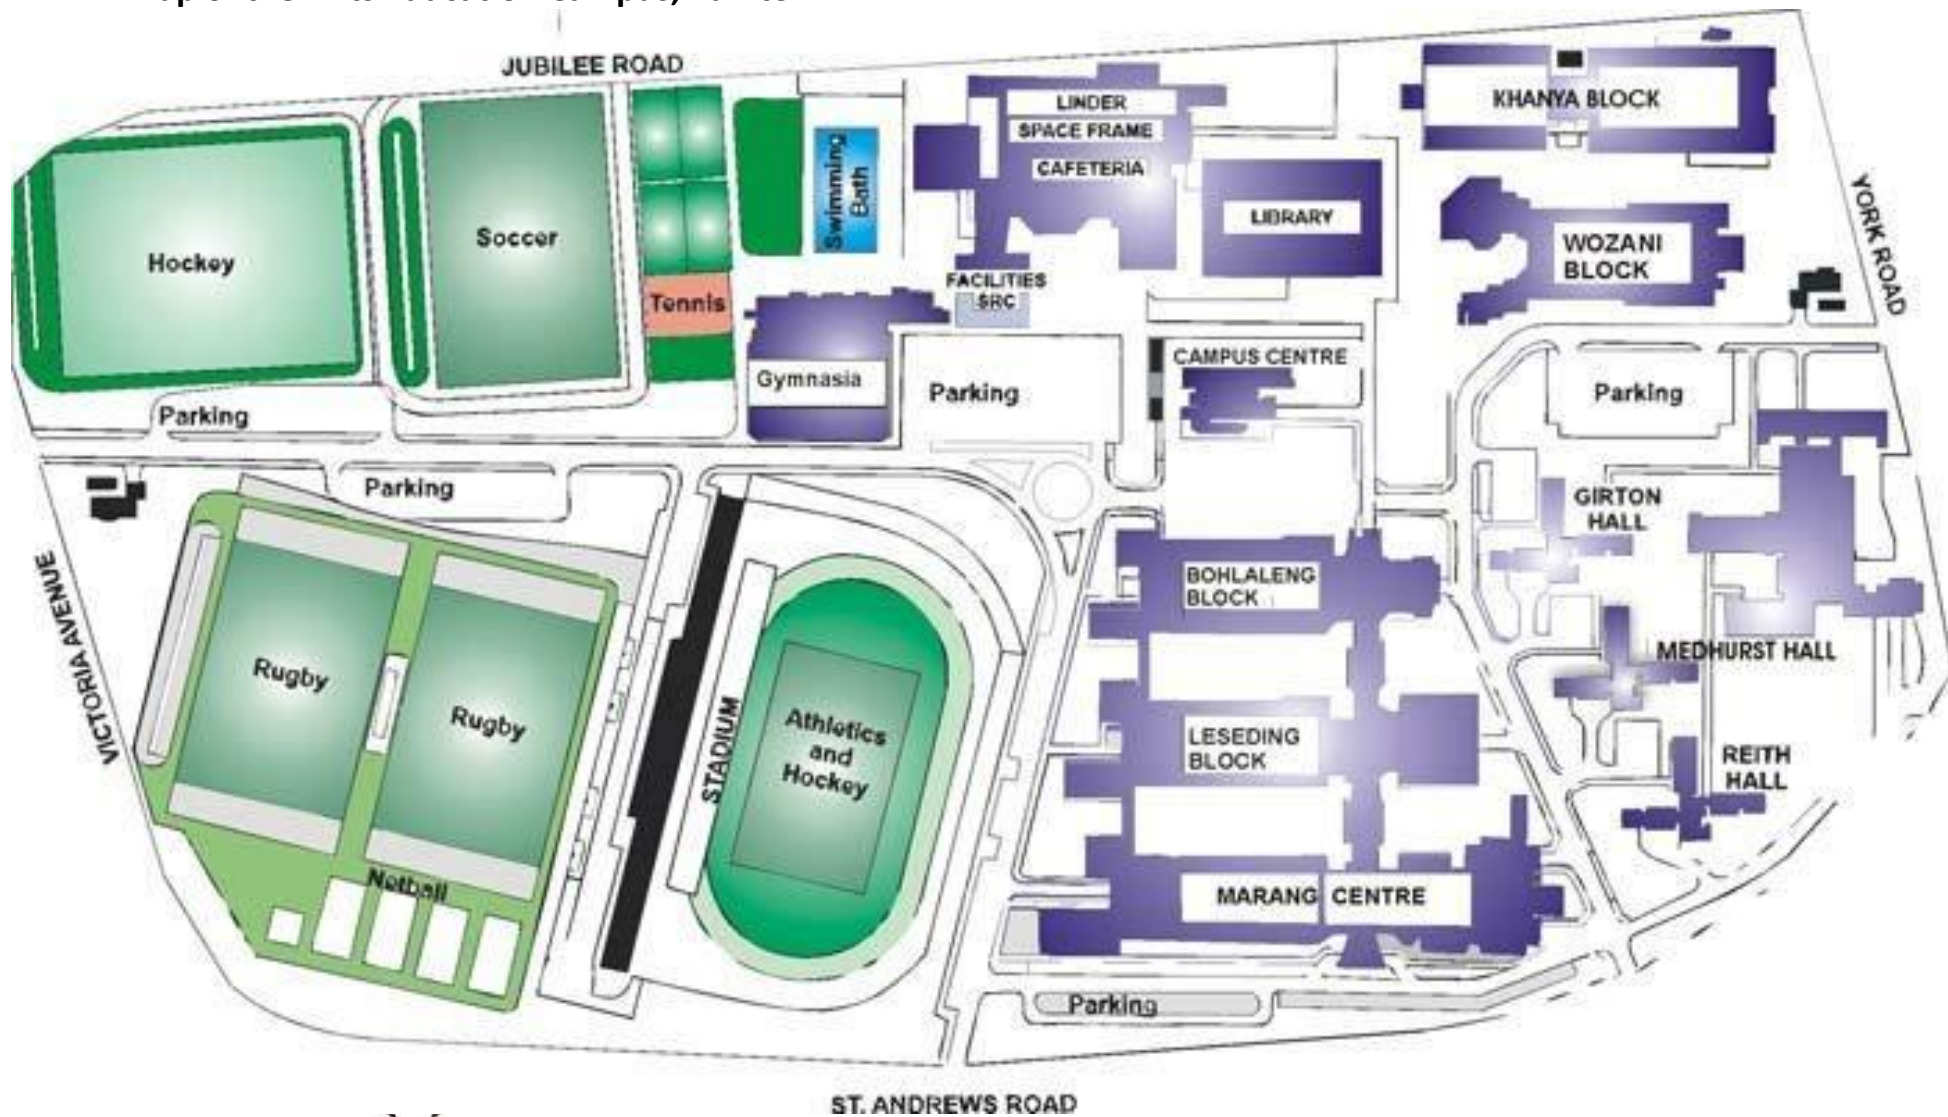 JUBILEE ROAD
Hockey
Soccer
Tennis
Swimming
Bath
LINDER
SPACE FRAME
CAFETERIA
LIBRARY
KHANYA BLOCK
WOZANI
BLOCK
YORK ROAD
FACILITIES
SRC
Gymnasia
Parking
CAMPUS CENTRE
Parking
Parking
Parking
GIRTON
HALL
VICTORIA AVENUE
Rugby
Rugby
STADIUM
Athletics
and
Hockey
BOHLALENG
BLOCK
MEDHURST HALL
LESEDING
BLOCK
REITH
HALL
Netball
MARANG CENTRE
Parking
ST. ANDREWS ROAD